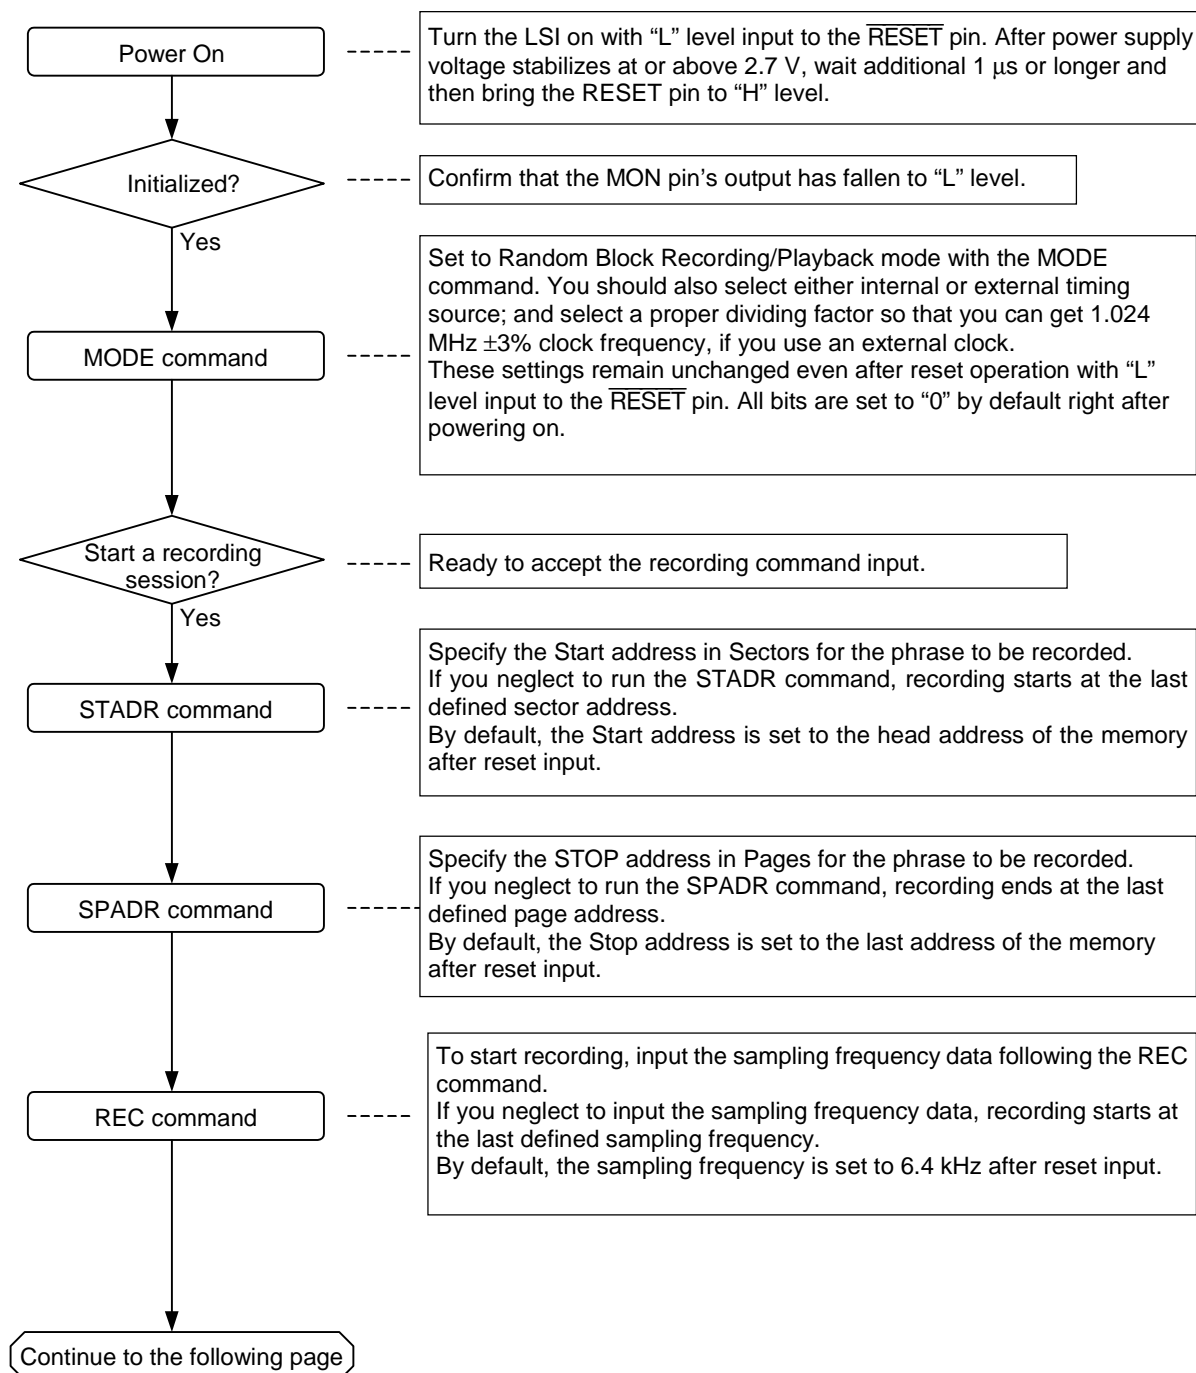 Power On
Turn the LSI on with “L” level input to the RESET pin. After power supply
voltage stabilizes at or above 2.7 V, wait additional 1 μs or longer and
then bring the RESET pin to “H” level.
Initialized?
Confirm that the MON pin’s output has fallen to “L” level.
Yes
MODE command
Set to Random Block Recording/Playback mode with the MODE
command. You should also select either internal or external timing
source; and select a proper dividing factor so that you can get 1.024
MHz ±3% clock frequency, if you use an external clock.
These settings remain unchanged even after reset operation with “L”
level input to the RESET pin. All bits are set to “0” by default right after
powering on.
Start a recording
session?
Ready to accept the recording command input.
Yes
STADR command
Specify the Start address in Sectors for the phrase to be recorded.
If you neglect to run the STADR command, recording starts at the last
defined sector address.
By default, the Start address is set to the head address of the memory
after reset input.
SPADR command
Specify the STOP address in Pages for the phrase to be recorded.
If you neglect to run the SPADR command, recording ends at the last
defined page address.
By default, the Stop address is set to the last address of the memory
after reset input.
REC command
To start recording, input the sampling frequency data following the REC
command.
If you neglect to input the sampling frequency data, recording starts at
the last defined sampling frequency.
By default, the sampling frequency is set to 6.4 kHz after reset input.
Continue to the following page